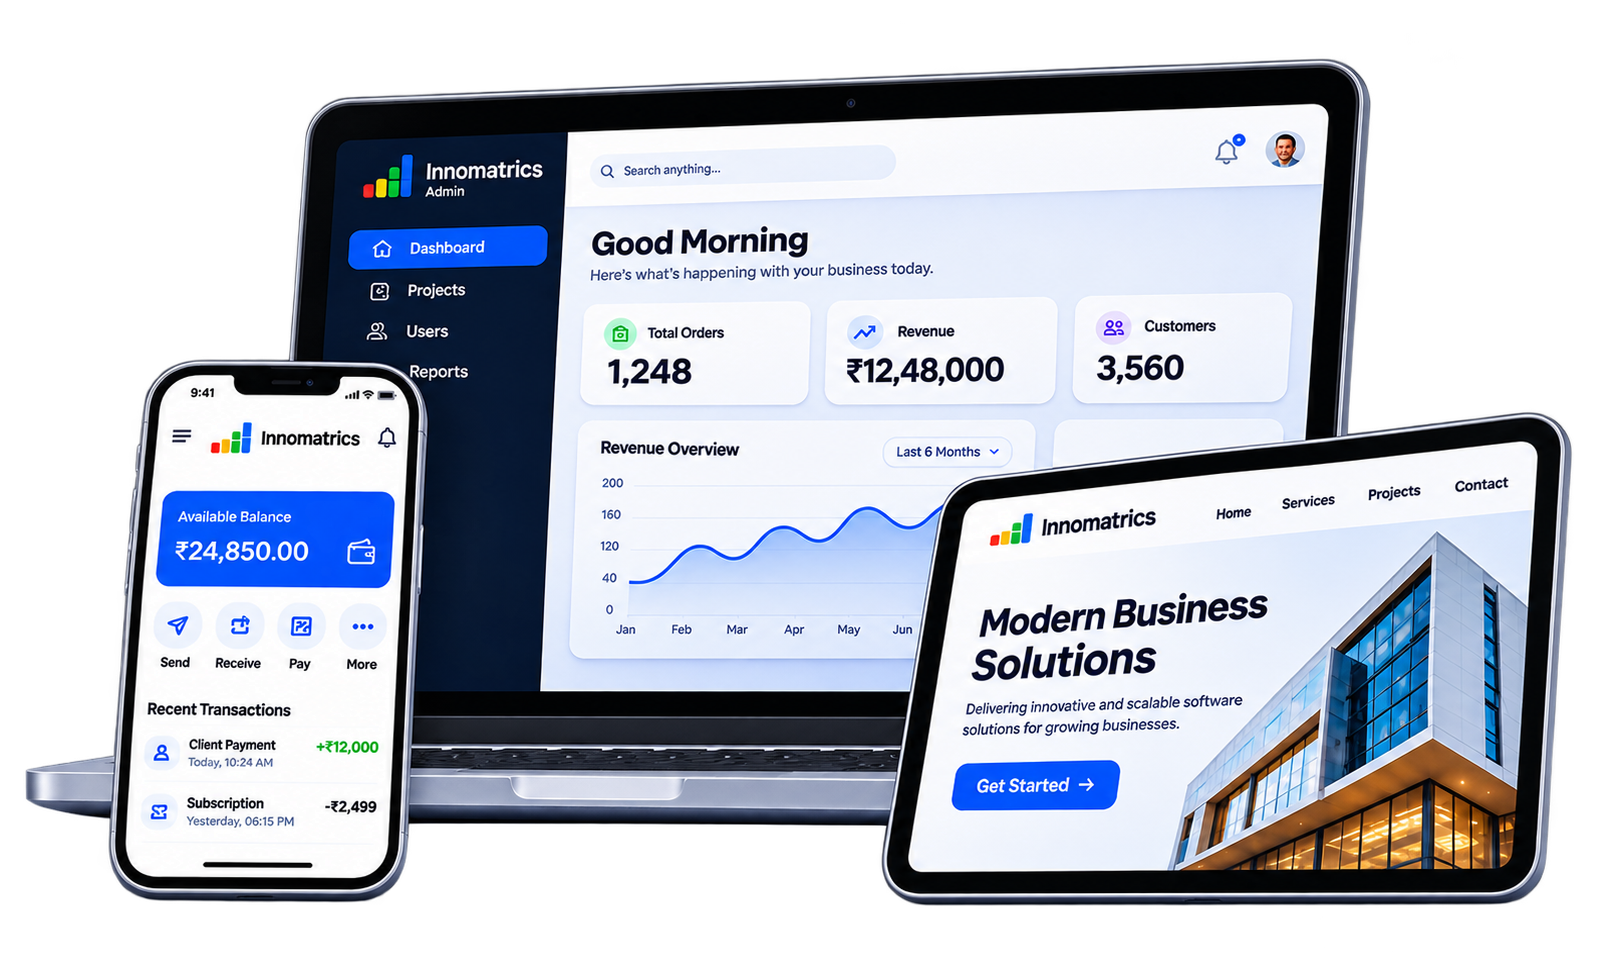 Innomatrics
Admin
Dashboard
Projects
Users
Reports
Search anything...
Good Morning
Here's what's happening with your business today.
Total Orders
1,248
Revenue
₹12,48,000
Customers
3,560
Revenue Overview
Last 6 Months
200
160
120
40
0
Jan Feb Mar Apr May Jun
9:41
Innomatrics
Available Balance
₹24,850.00
Send Receive Pay More
Recent Transactions
Client Payment
+₹12,000
Today, 10:24 AM
Subscription
-₹2,499
Yesterday, 06:15 PM
Innomatrics
Home Services Projects Contact
Modern Business
Solutions
Delivering innovative and scalable software
solutions for growing businesses.
Get Started →